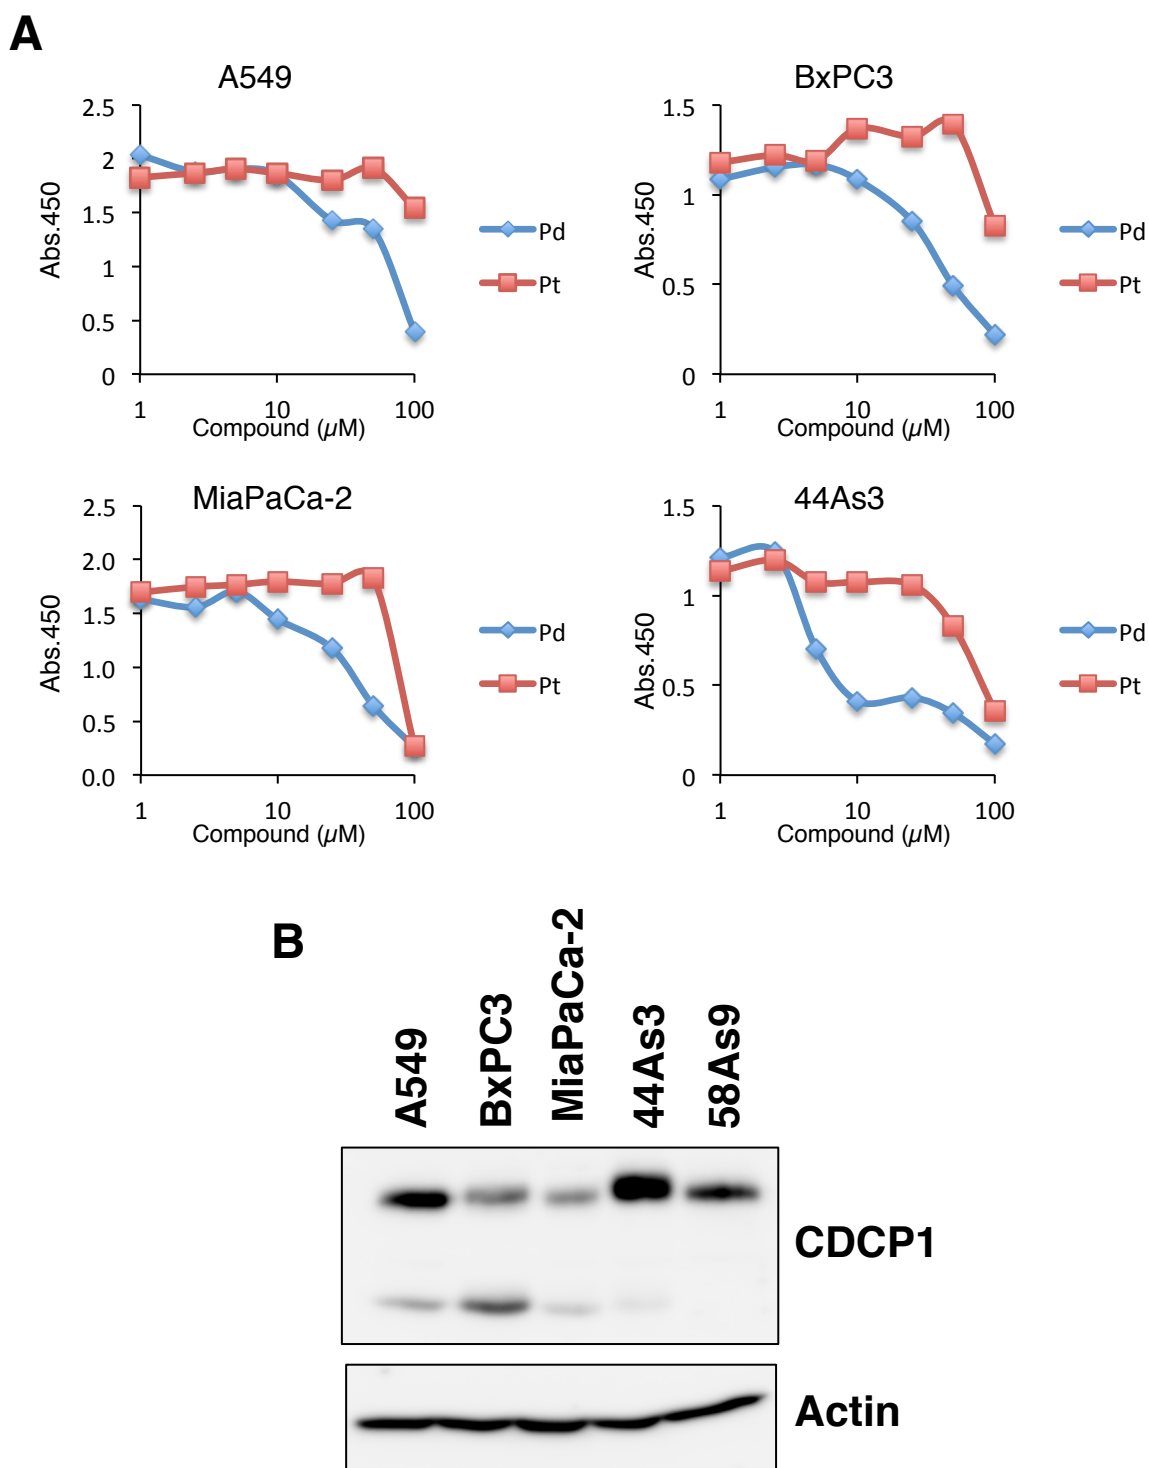 A
A549
2.5
2
1.5
1
0.5
0
Abs.450
1 10 100
Compound (µM)
Pd
Pt
BxPC3
1.5
1
0.5
0
Abs.450
1 10 100
Compound (µM)
Pd
Pt
MiaPaCa-2
2.5
2.0
1.5
1.0
0.5
0.0
Abs.450
1 10 100
Compound (µM)
Pd
Pt
44As3
1.5
1
0.5
0
Abs.450
1 10 100
Compound (µM)
Pd
Pt
B
A549
BxPC3
MiaPaCa-2
44As3
58As9
CDCP1
Actin